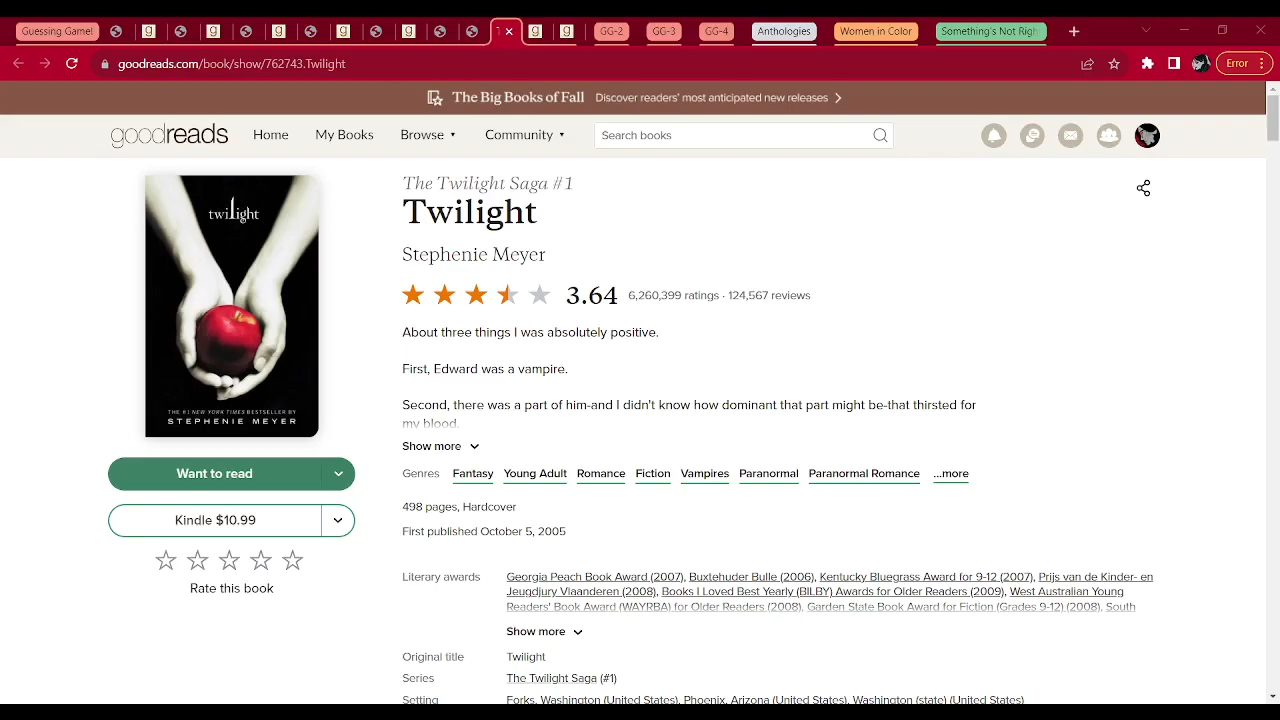 Guessing Game!
GG-2
GG-3
GG-4
Anthologies
Women in Color
Something's Not Righ
goodreads.com/book/show/762743.Twilight
Error
The Big Books of Fall Discover readers' most anticipated new releases
goodreads
Home
My Books
Browse
Community
Search books
twilight
THE #1 NEW YORK TIMES BESTSELLER BY
STEPHENIE MEYER
Want to read
Kindle $10.99
Rate this book
The Twilight Saga #1
Twilight
Stephenie Meyer
3.64 6,260,399 ratings · 124,567 reviews
About three things I was absolutely positive.
First, Edward was a vampire.
Second, there was a part of him-and I didn't know how dominant that part might be-that thirsted for
my blood.
Show more
Genres Fantasy Young Adult Romance Fiction Vampires Paranormal Paranormal Romance ...more
498 pages, Hardcover
First published October 5, 2005
Literary awards Georgia Peach Book Award (2007), Buxtehuder Bulle (2006), Kentucky Bluegrass Award for 9-12 (2007), Prijs van de Kinder- en
Jeugdjury Vlaanderen (2008), Books I Loved Best Yearly (BILBY) Awards for Older Readers (2009), West Australian Young
Readers' Book Award (WAYRBA) for Older Readers (2008), Garden State Book Award for Fiction (Grades 9-12) (2008), South
Show more
Original title Twilight
Series The Twilight Saga (#1)
Setting Forks, Washington (United States), Phoenix, Arizona (United States), Washington (state) (United States)